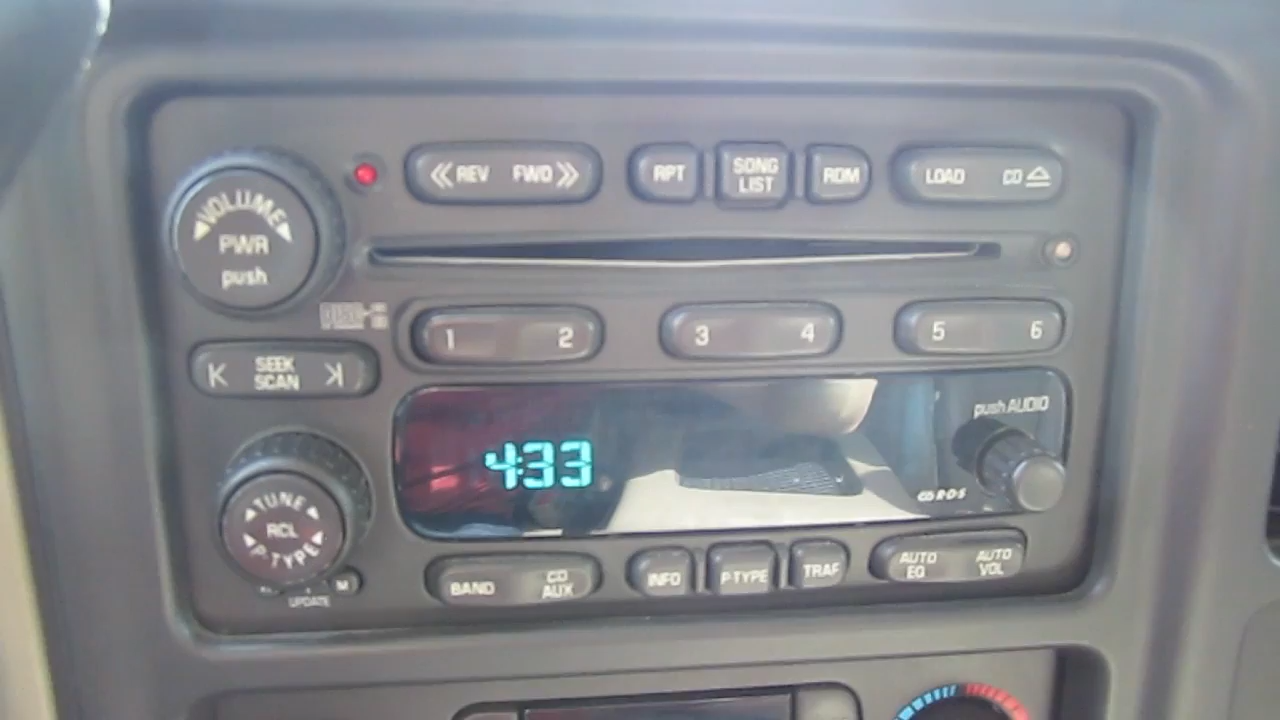 REV FWD
RPT
SONG
LIST
RDM
LOAD CD
VOLUME
PWR
push
DISC
1 2
3 4
5 6
SEEK
SCAN
push AUDIO
4:33
RDS
TUNE
RCL
P-TYPE
H M
UPDATE
BAND
CD
AUX
INFO
P-TYPE
TRAF
AUTO
EQ
AUTO
VOL